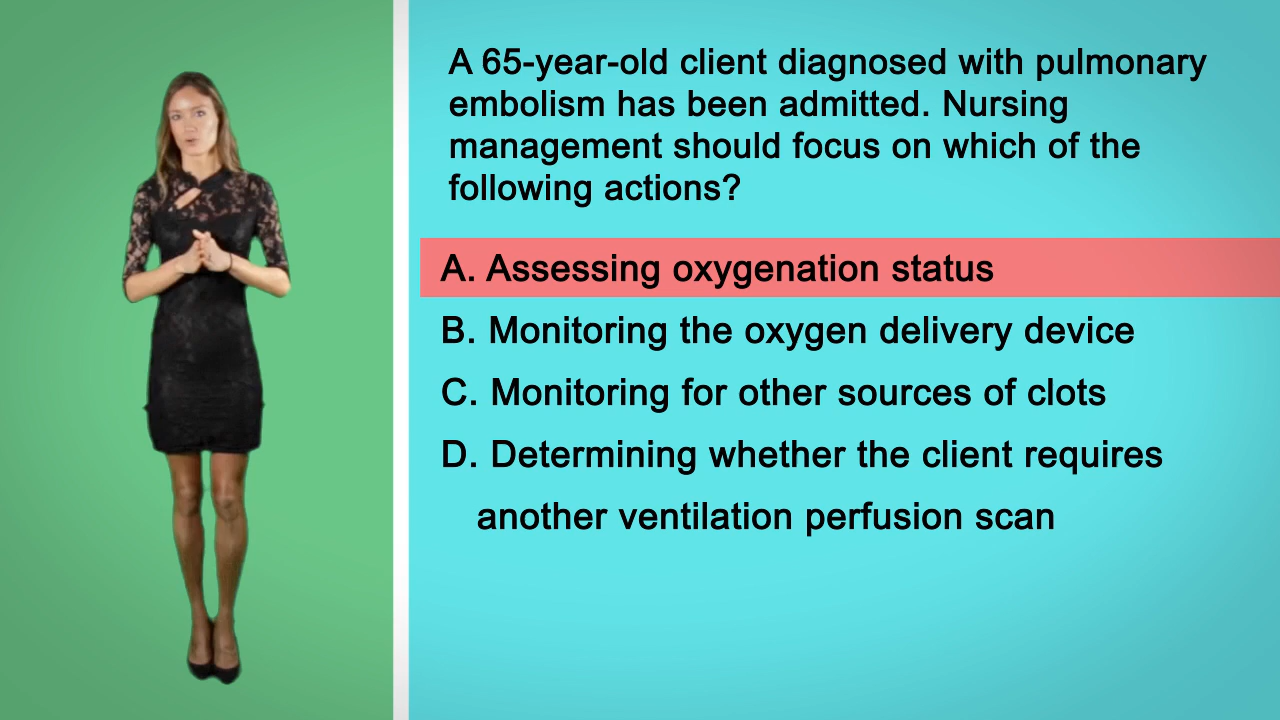 A 65-year-old client diagnosed with pulmonary
embolism has been admitted. Nursing
management should focus on which of the
following actions?
A. Assessing oxygenation status
B. Monitoring the oxygen delivery device
C. Monitoring for other sources of clots
D. Determining whether the client requires
another ventilation perfusion scan